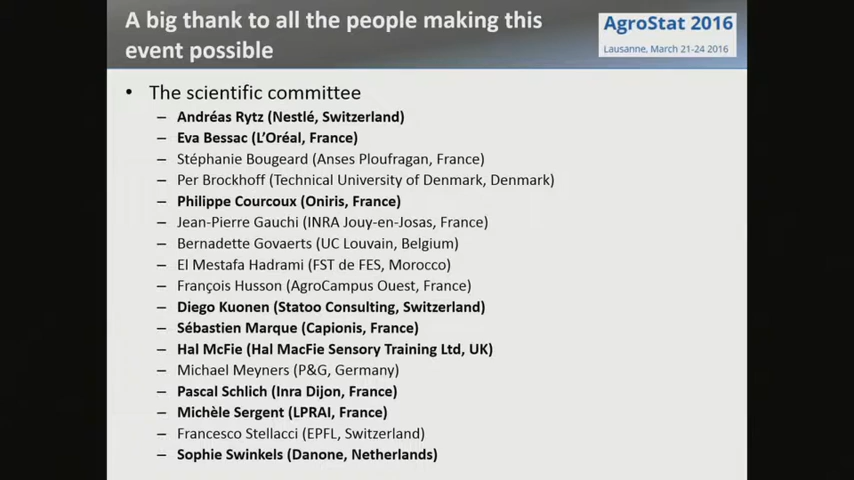 A big thank to all the people making this
event possible
AgroStat 2016
Lausanne, March 21-24 2016
• The scientific committee
– Andréas Rytz (Nestlé, Switzerland)
– Eva Bessac (L'Oréal, France)
– Stéphanie Bougeard (Anses Ploufragan, France)
– Per Brockhoff (Technical University of Denmark, Denmark)
– Philippe Courcoux (Oniris, France)
– Jean-Pierre Gauchi (INRA Jouy-en-Josas, France)
– Bernadette Govaerts (UC Louvain, Belgium)
– El Mestafa Hadrami (FST de FES, Morocco)
– François Husson (AgroCampus Ouest, France)
– Diego Kuonen (Statoo Consulting, Switzerland)
– Sébastien Marque (Capionis, France)
– Hal McFie (Hal MacFie Sensory Training Ltd, UK)
– Michael Meyners (P&G, Germany)
– Pascal Schlich (Inra Dijon, France)
– Michèle Sergent (LPRAI, France)
– Francesco Stellacci (EPFL, Switzerland)
– Sophie Swinkels (Danone, Netherlands)